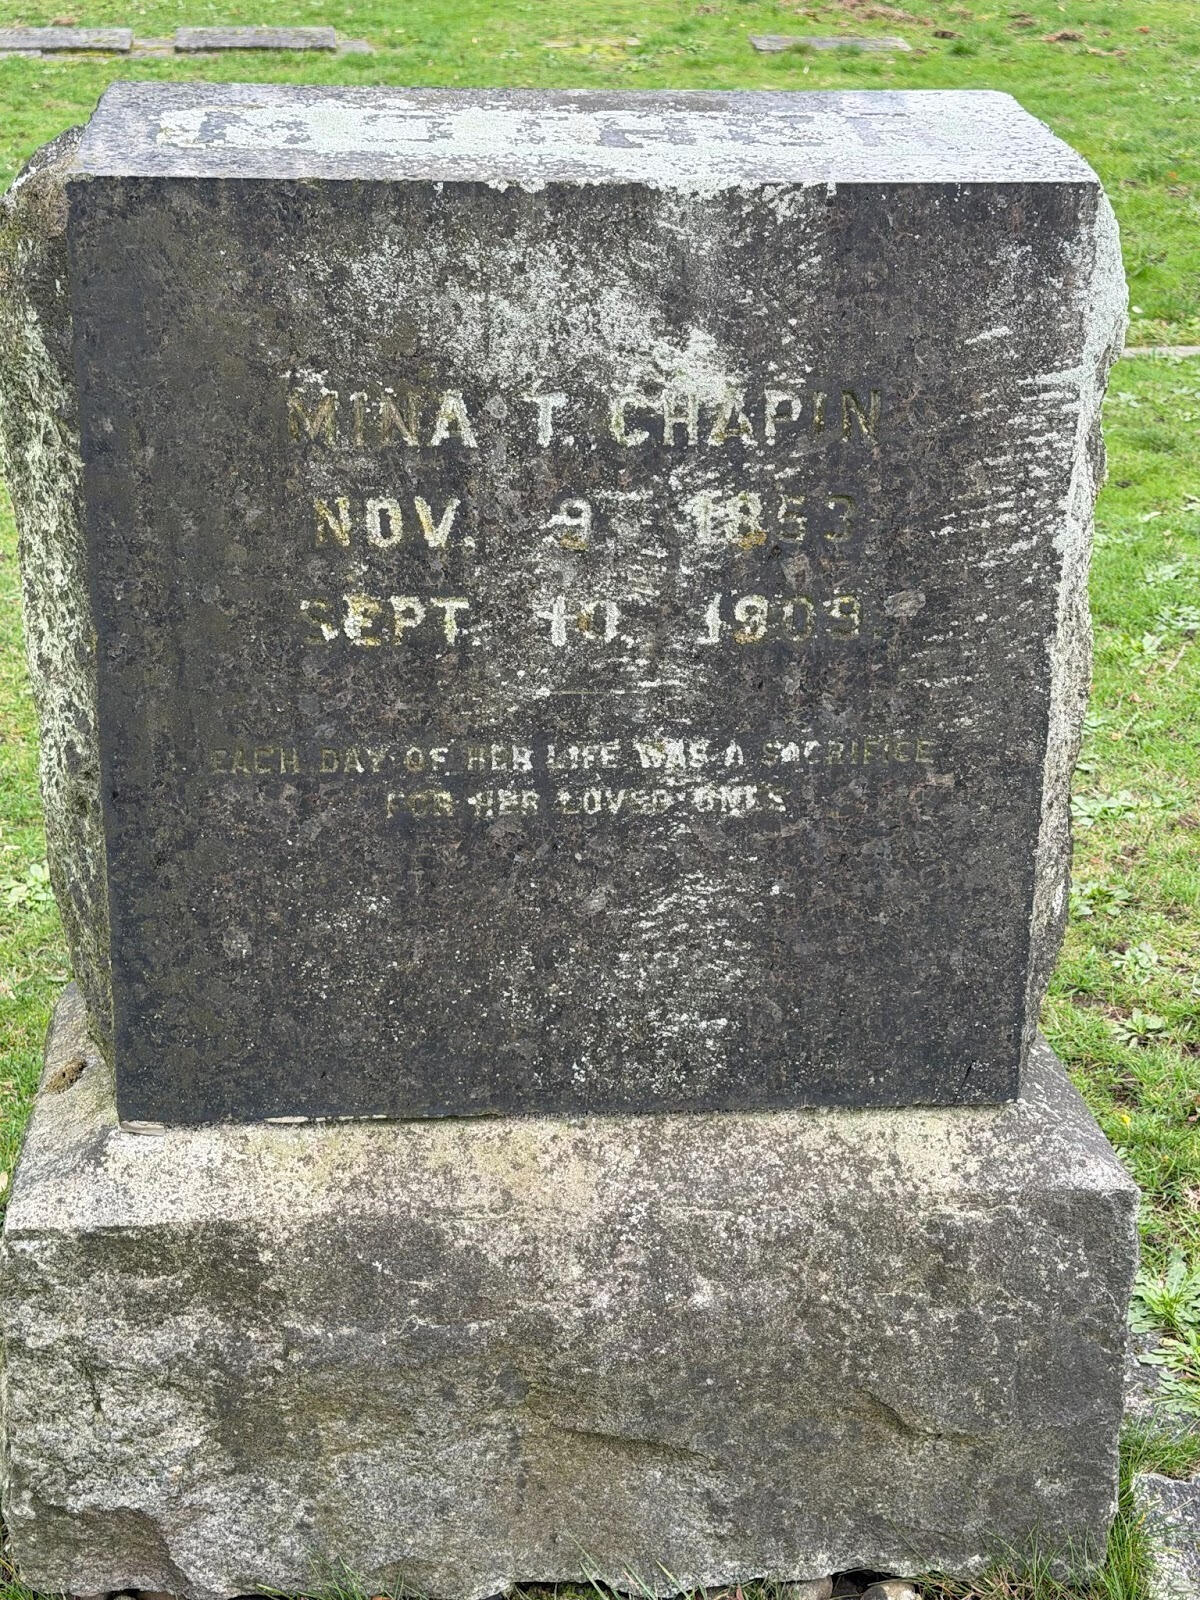 MOTHER
MINA T. CHAPIN
NOV. 9 1853
SEPT. 10, 1909.
EACH DAY OF HER LIFE WAS A SACRIFICE
FOR HER LOVED ONES